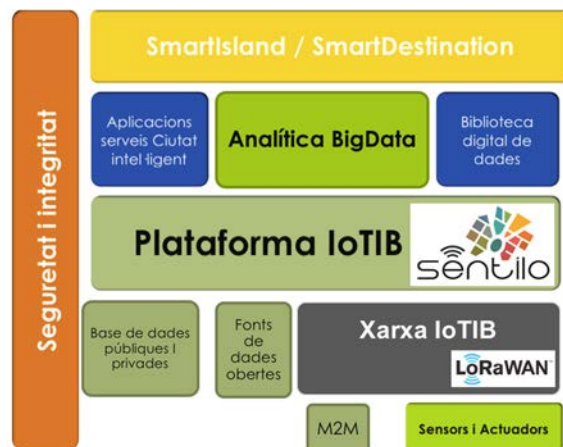 Seguretat i integritat
SmartIsland / SmartDestination
Aplicacions
serveis Ciutat
intel·ligent
Analítica BigData
Biblioteca
digital de
dades
Plataforma IoTIB
sentilo
Base de dades
públiques I
privades
Fonts
de
dades
obertes
Xarxa IoTIB
LoRaWAN™
M2M
Sensors i Actuadors